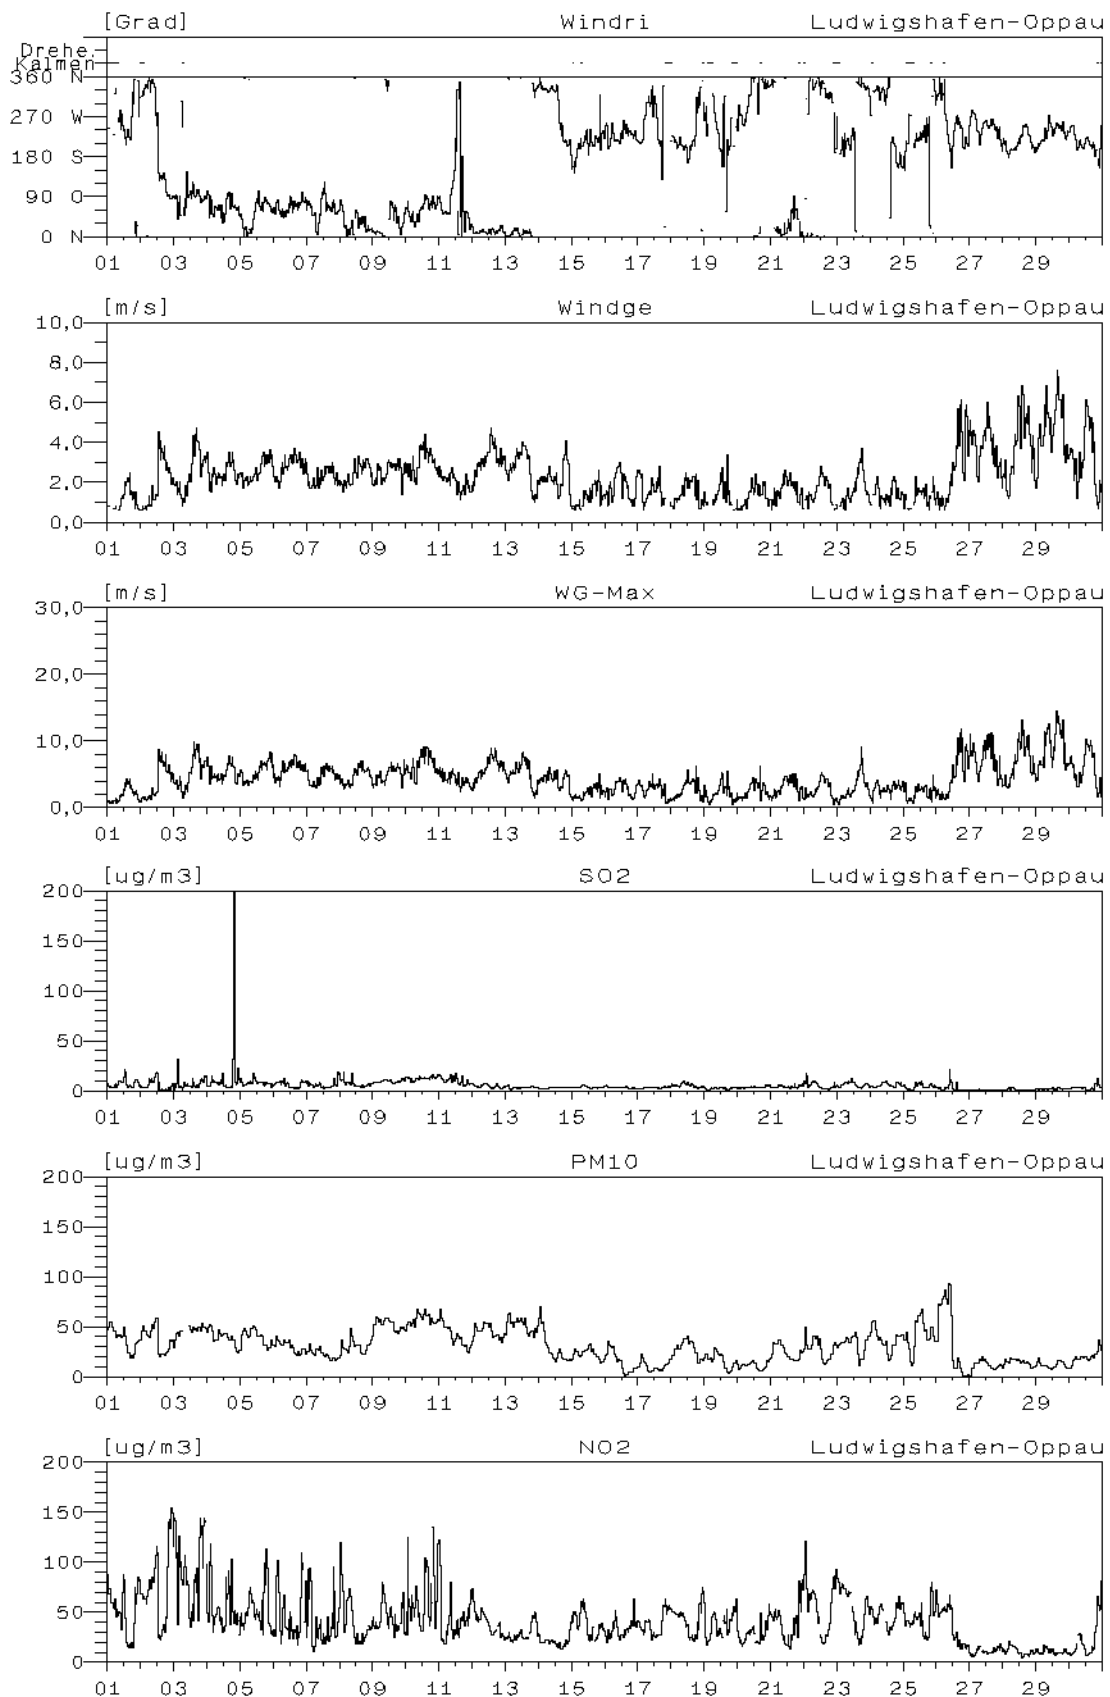 [Grad] Windri Ludwigshafen-Oppau
Drehe.
Kalmen
360 N
270 W
180 S
90 O
0 N
01 03 05 07 09 11 13 15 17 19 21 23 25 27 29
[m/s] Windge Ludwigshafen-Oppau
10,0
8,0
6,0
4,0
2,0
0,0
01 03 05 07 09 11 13 15 17 19 21 23 25 27 29
[m/s] WG-Max Ludwigshafen-Oppau
30,0
20,0
10,0
0,0
01 03 05 07 09 11 13 15 17 19 21 23 25 27 29
[ug/m3] SO2 Ludwigshafen-Oppau
200
150
100
50
0
01 03 05 07 09 11 13 15 17 19 21 23 25 27 29
[ug/m3] PM10 Ludwigshafen-Oppau
200
150
100
50
0
01 03 05 07 09 11 13 15 17 19 21 23 25 27 29
[ug/m3] NO2 Ludwigshafen-Oppau
200
150
100
50
0
01 03 05 07 09 11 13 15 17 19 21 23 25 27 29